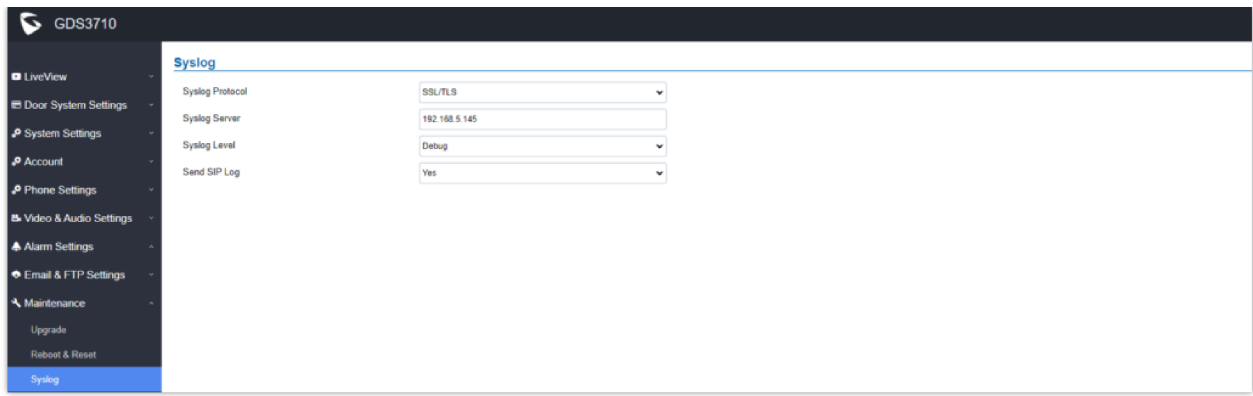 GDS3710
LiveView
Door System Settings
System Settings
Account
Phone Settings
Video & Audio Settings
Alarm Settings
Email & FTP Settings
Maintenance
Upgrade
Reboot & Reset
Syslog
Syslog
Syslog Protocol SSL/TLS
Syslog Server 192.168.5.145
Syslog Level Debug
Send SIP Log Yes